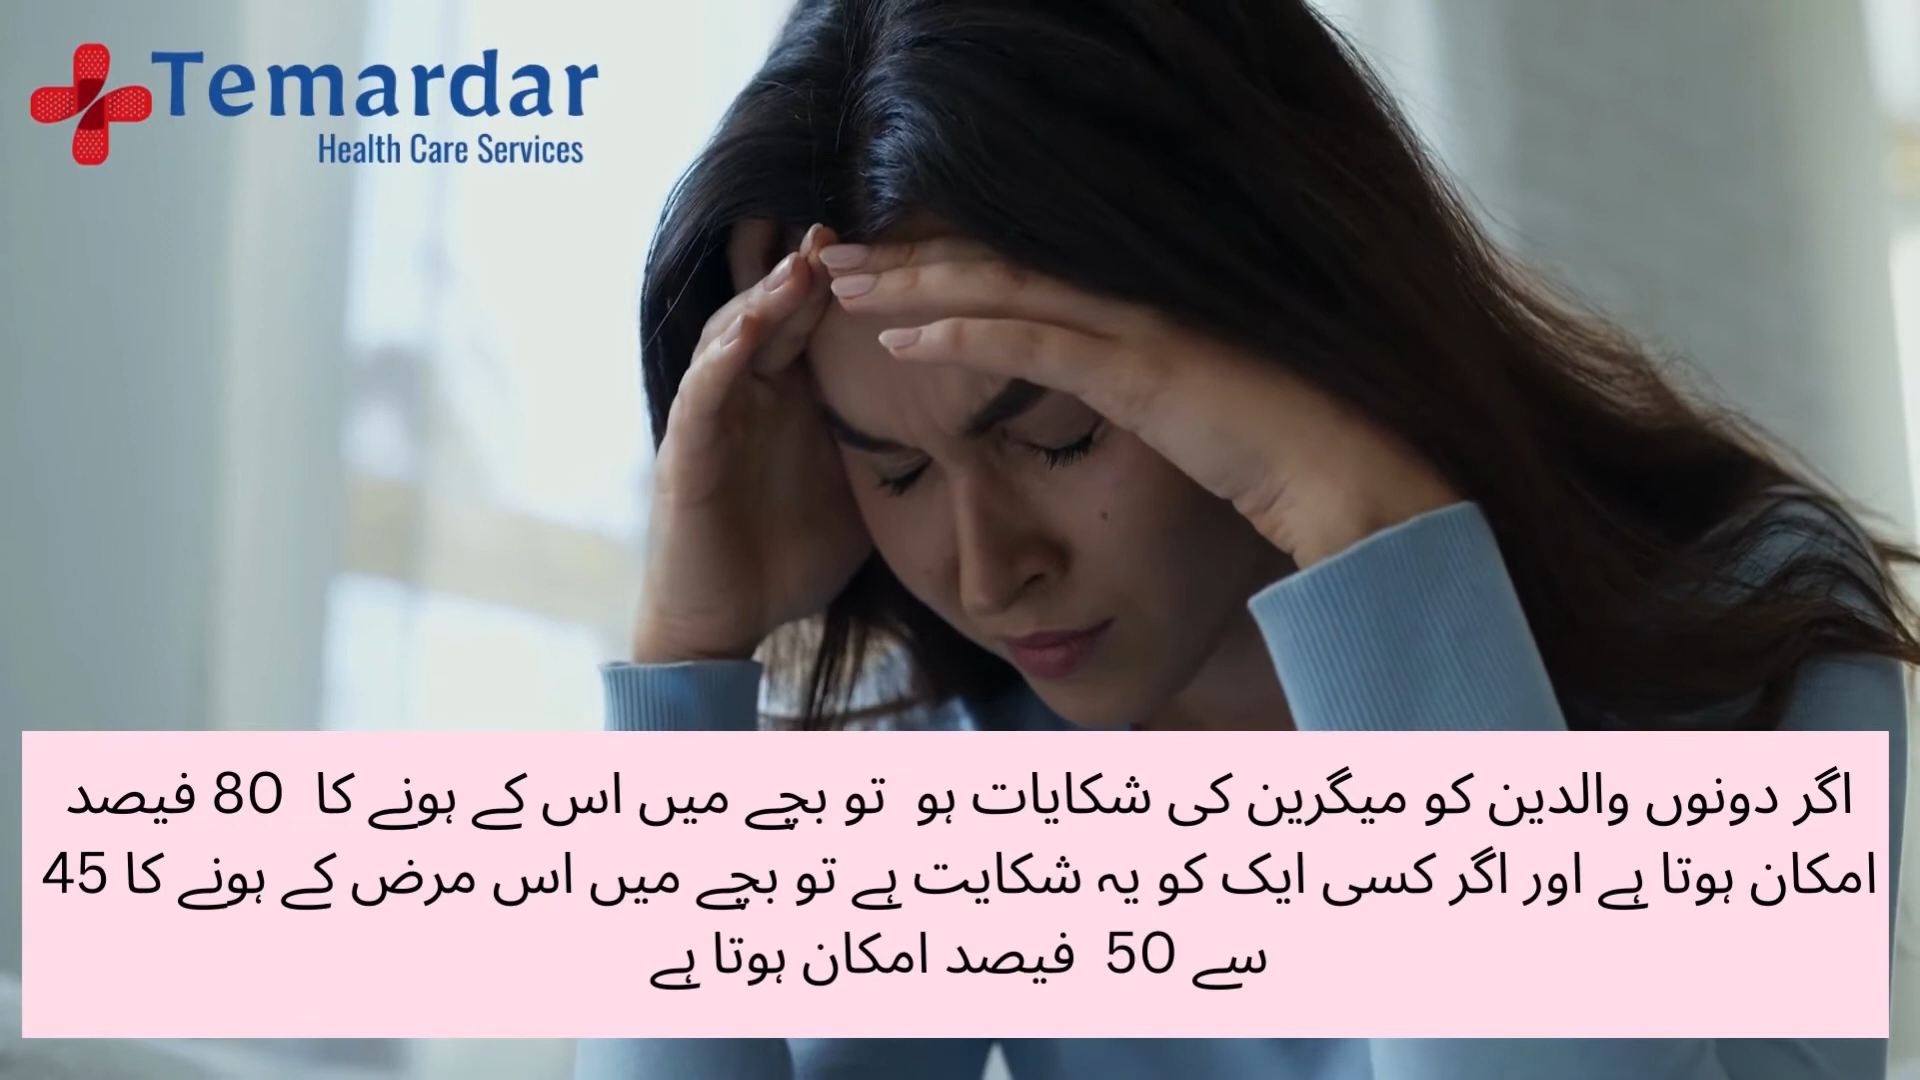 Temardar
Health Care Services
اگر دونوں والدین کو میگرین کی شکایات ہو تو بچے میں اس کے ہونے کا 80 فیصد
امکان ہوتا ہے اور اگر کسی ایک کو یہ شکایت ہے تو بچے میں اس مرض کے ہونے کا 45
سے 50 فیصد امکان ہوتا ہے